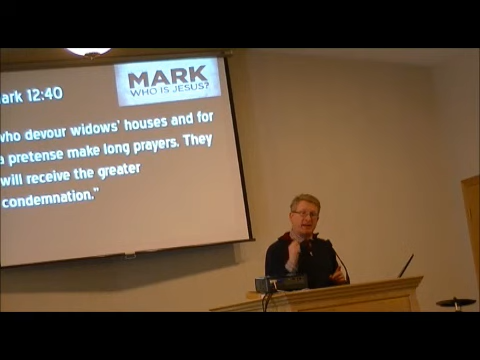 MARK
WHO IS JESUS?
ark 12:40
who devour widows' houses and for
a pretense make long prayers. They
will receive the greater
condemnation."